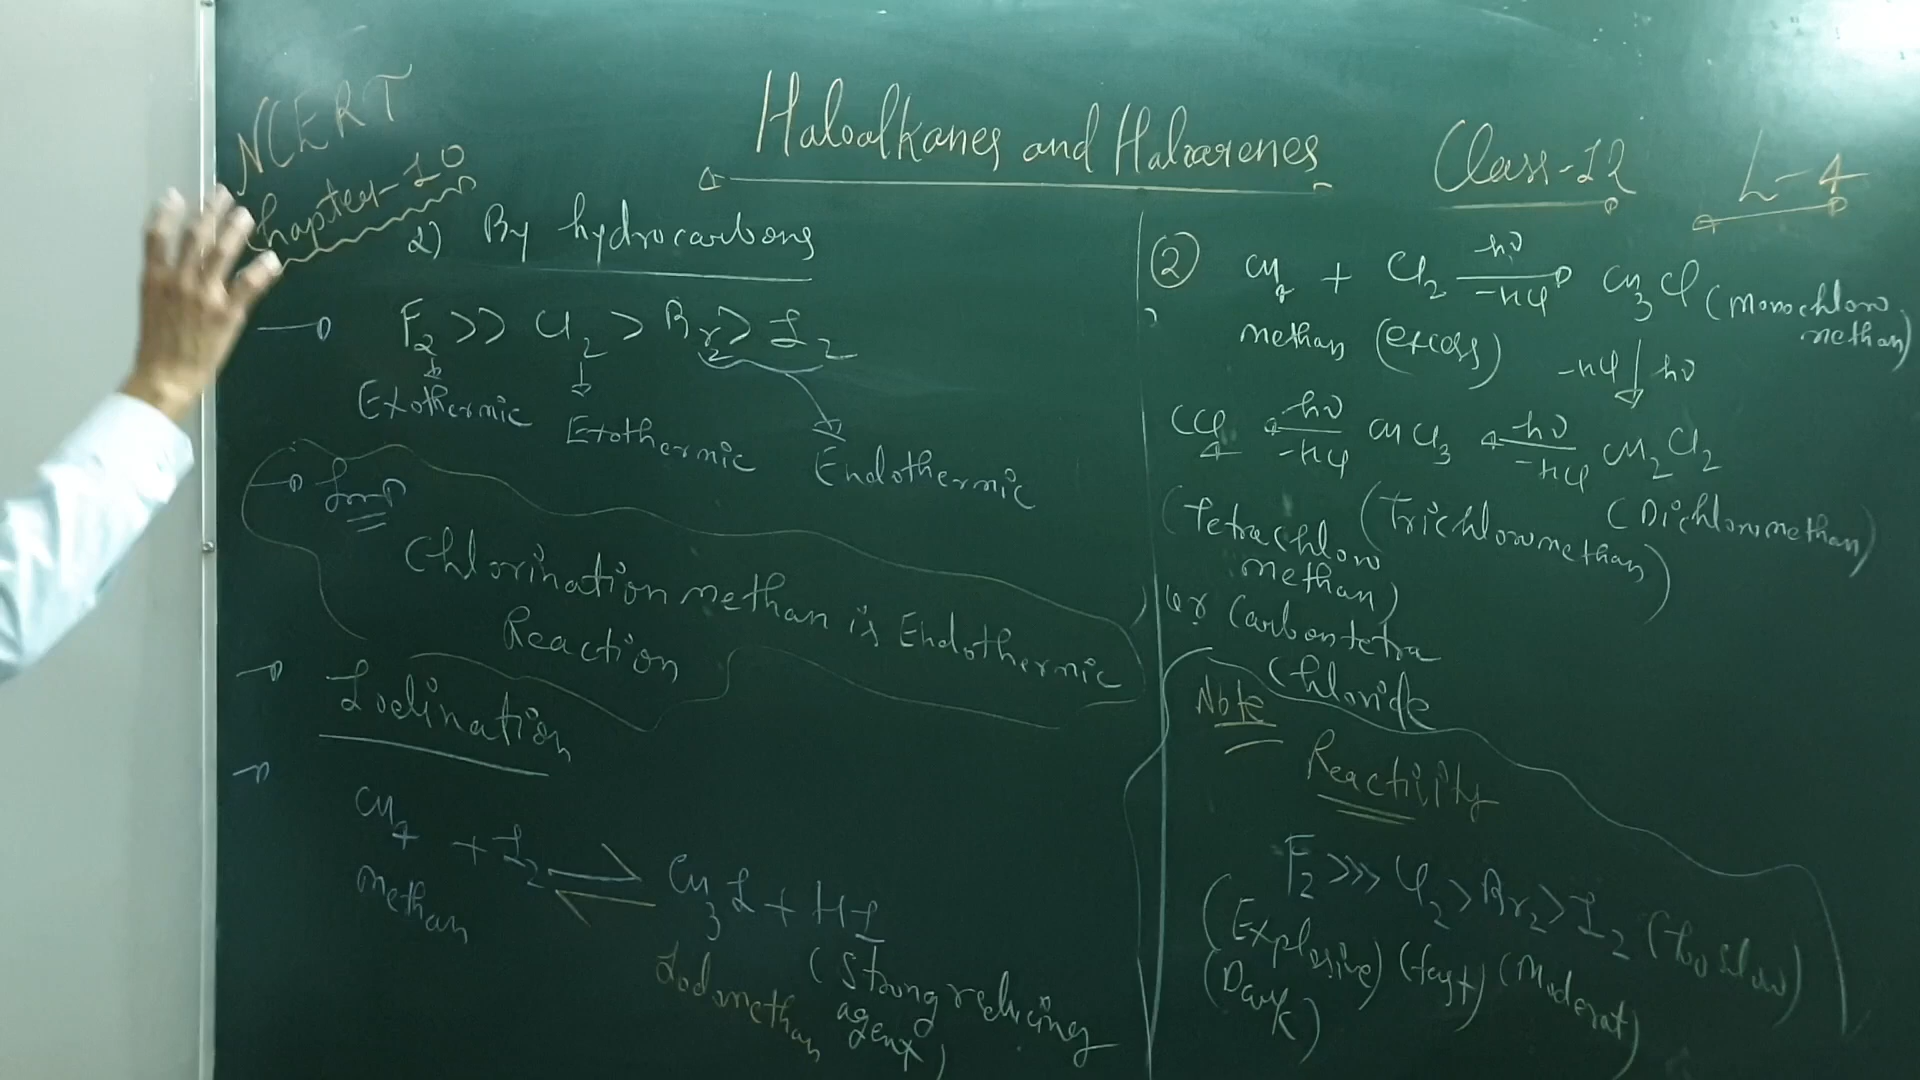 NCERT
Chapter-10
Haloalkanes and Haloarenes
Class-12
L-4
2) By hydrocarbons
F2 >> Cl2 > Br2 > I2
Exothermic Exothermic Endothermic
Imp
Chlorination methan is Endothermic
Reaction
Iodination
CH4 + I2 ⇌ CH3I + HI
methan
Iodomethan
(Strong reducing
agent)
② CH4 + Cl2 hν -HCl → CH3Cl (monochloro
methan)
methan (excess)
-HCl ↓ hν
CCl4 ← hν -HCl CHCl3 ← hν -HCl CH2Cl2
(Tetrachloro
methan)
(Trichloromethan)
(Dichloromethan)
or Carbontetra
Chloride
Note
Reactivity
F2 >>> Cl2 > Br2 > I2 (too slow)
(Explosive) (fast) (Moderat)
(Dark)